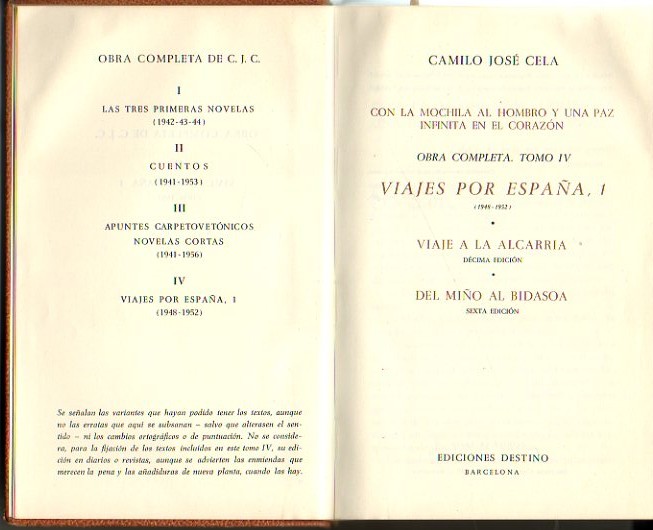 OBRA COMPLETA DE C. J. C.
I
LAS TRES PRIMERAS NOVELAS
(1942-43-44)
II
CUENTOS
(1941-1953)
III
APUNTES CARPETOVETÓNICOS
NOVELAS CORTAS
(1941-1956)
IV
VIAJES POR ESPAÑA, I
(1948-1952)
Se señalan las variantes que hayan podido tener los textos, aunque
no las erratas que aquí se subsanan – salvo que alterasen el sen-
tido – ni los cambios ortográficos o de puntuación. No se conside-
ra, para la fijación de los textos incluidos en este tomo IV, su edi-
ción en diarios o revistas, aunque se advierten las enmiendas que
merecen la pena y las añadiduras de nueva planta, cuando las hay.
CAMILO JOSÉ CELA
CON LA MOCHILA AL HOMBRO Y UNA PAZ
INFINITA EN EL CORAZÓN
OBRA COMPLETA. TOMO IV
VIAJES POR ESPAÑA, I
(1948-1952)
•
VIAJE A LA ALCARRIA
DÉCIMA EDICIÓN
•
DEL MIÑO AL BIDASOA
SEXTA EDICIÓN
EDICIONES DESTINO
BARCELONA